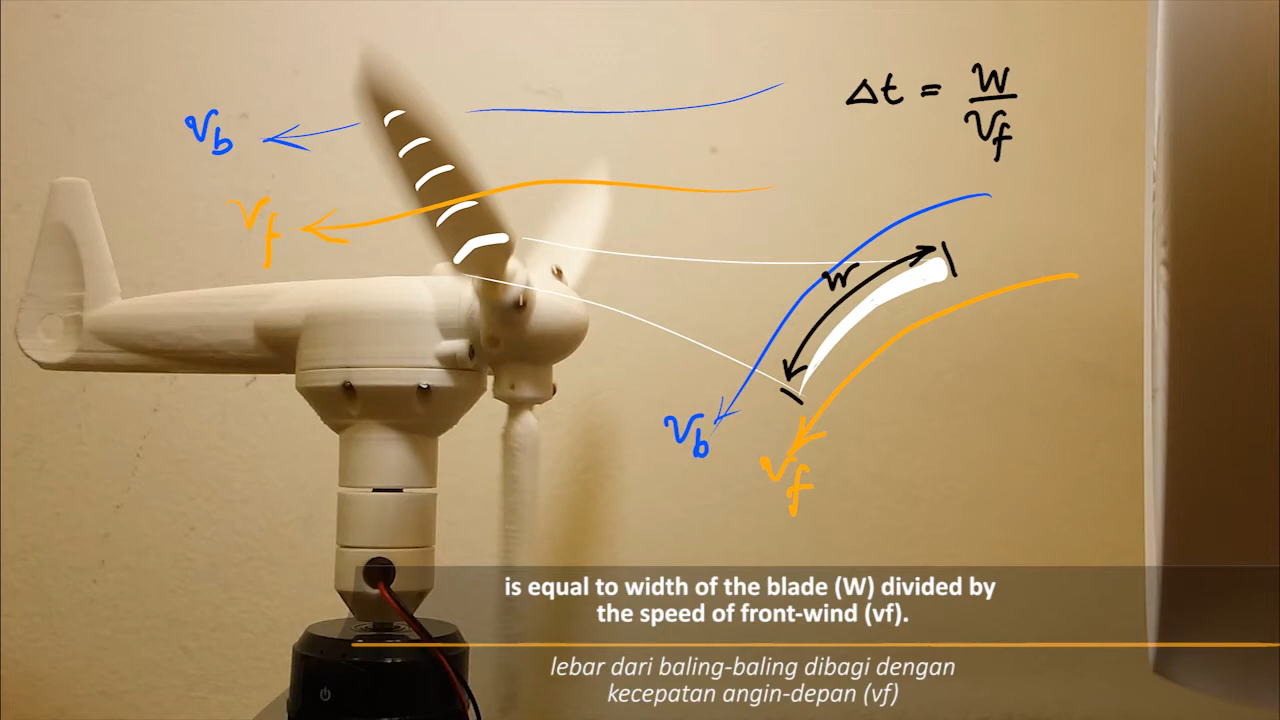 Vb
Vf
Δt = W / Vf
W
Vb
Vf
is equal to width of the blade (W) divided by
the speed of front-wind (vf).
lebar dari baling-baling dibagi dengan
kecepatan angin-depan (vf)